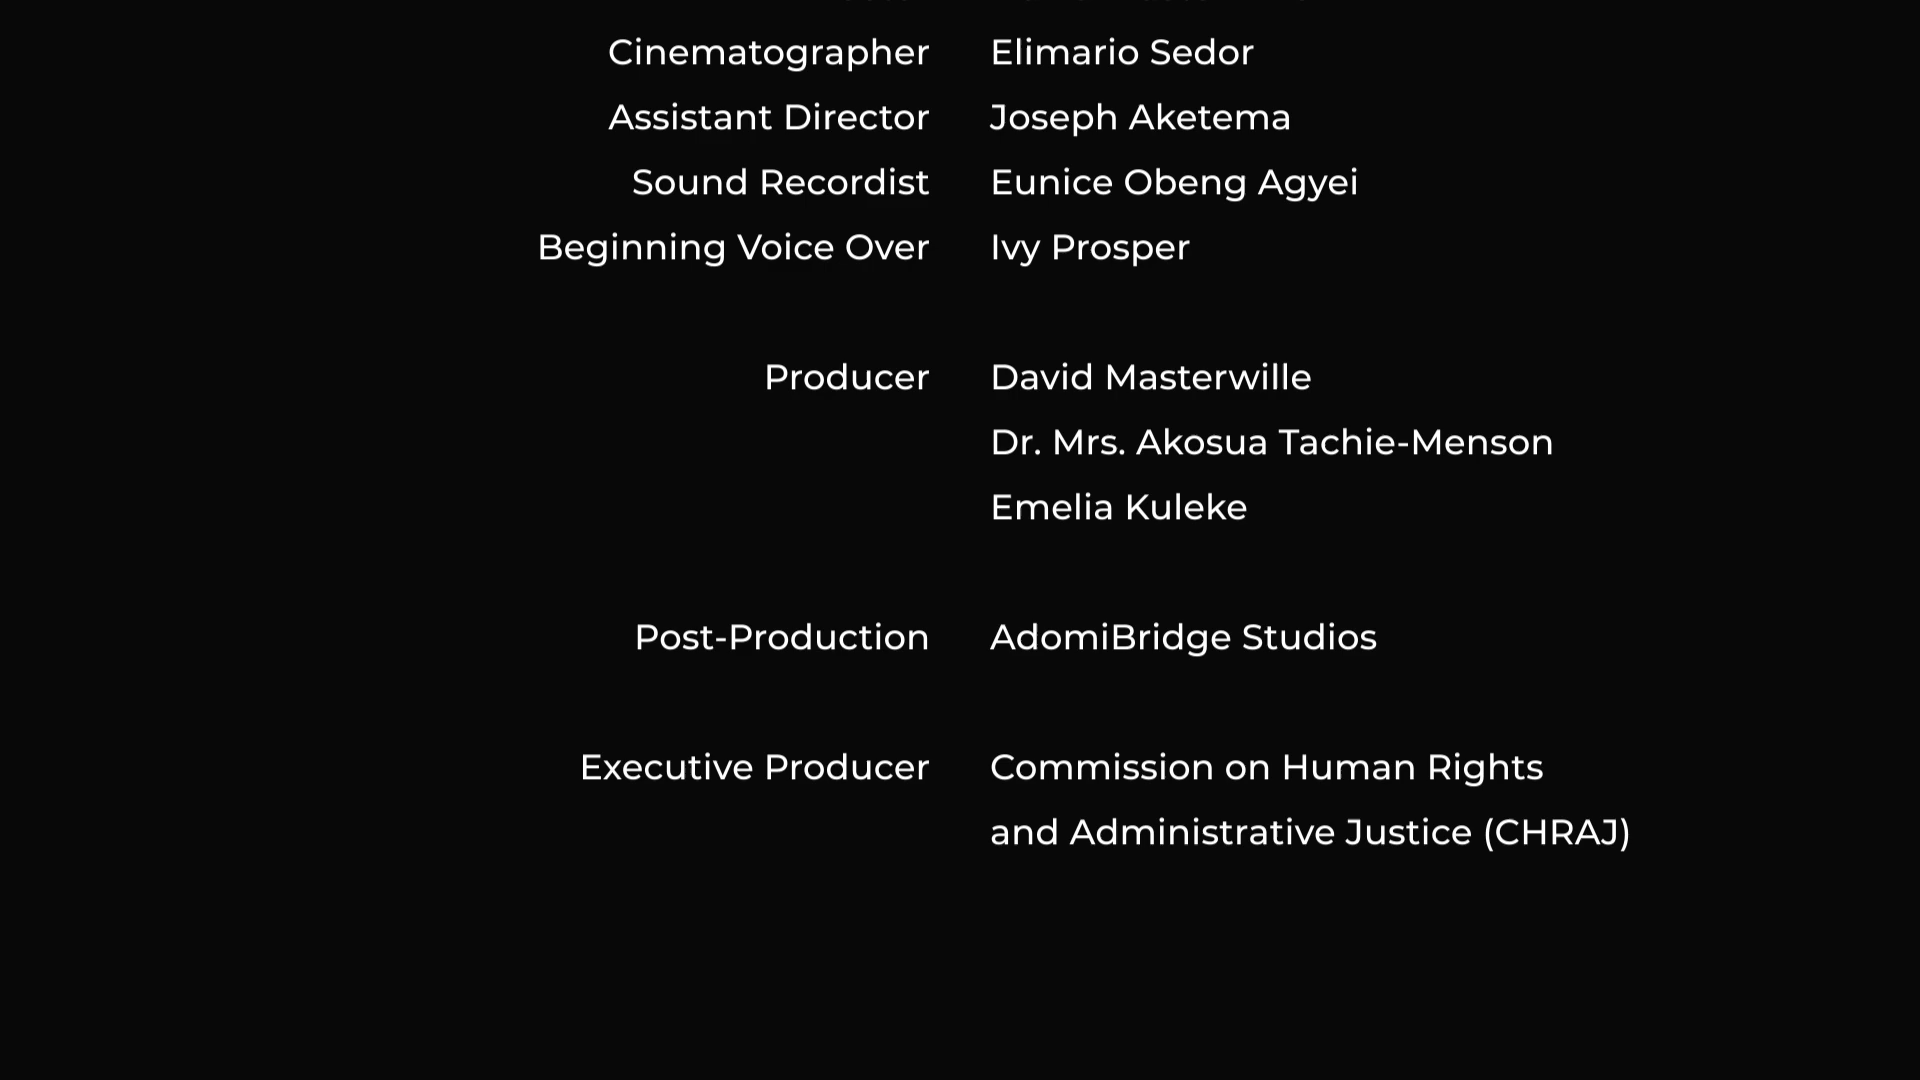 Cinematographer Elimario Sedor
Assistant Director Joseph Aketema
Sound Recordist Eunice Obeng Agyei
Beginning Voice Over Ivy Prosper
Producer David Masterwille
Dr. Mrs. Akosua Tachie-Menson
Emelia Kuleke
Post-Production AdomiBridge Studios
Executive Producer Commission on Human Rights
and Administrative Justice (CHRAJ)